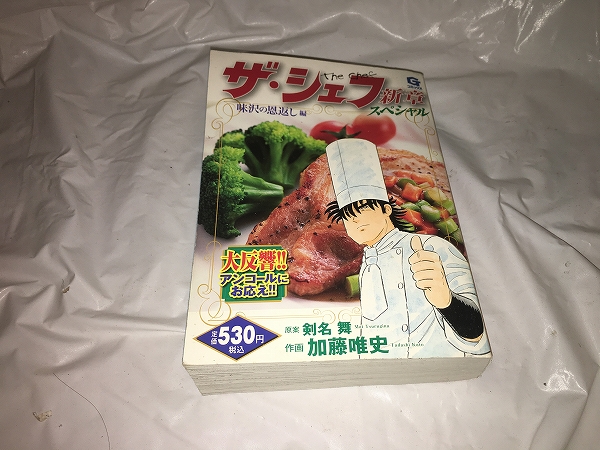 ザ・シェフ
the chef
新章
味沢の恩返し編
スペシャル
G
大反響!!
アンコールに
お応え!!
定価530円
税込
原案 剣名 舞
作画 加藤唯史